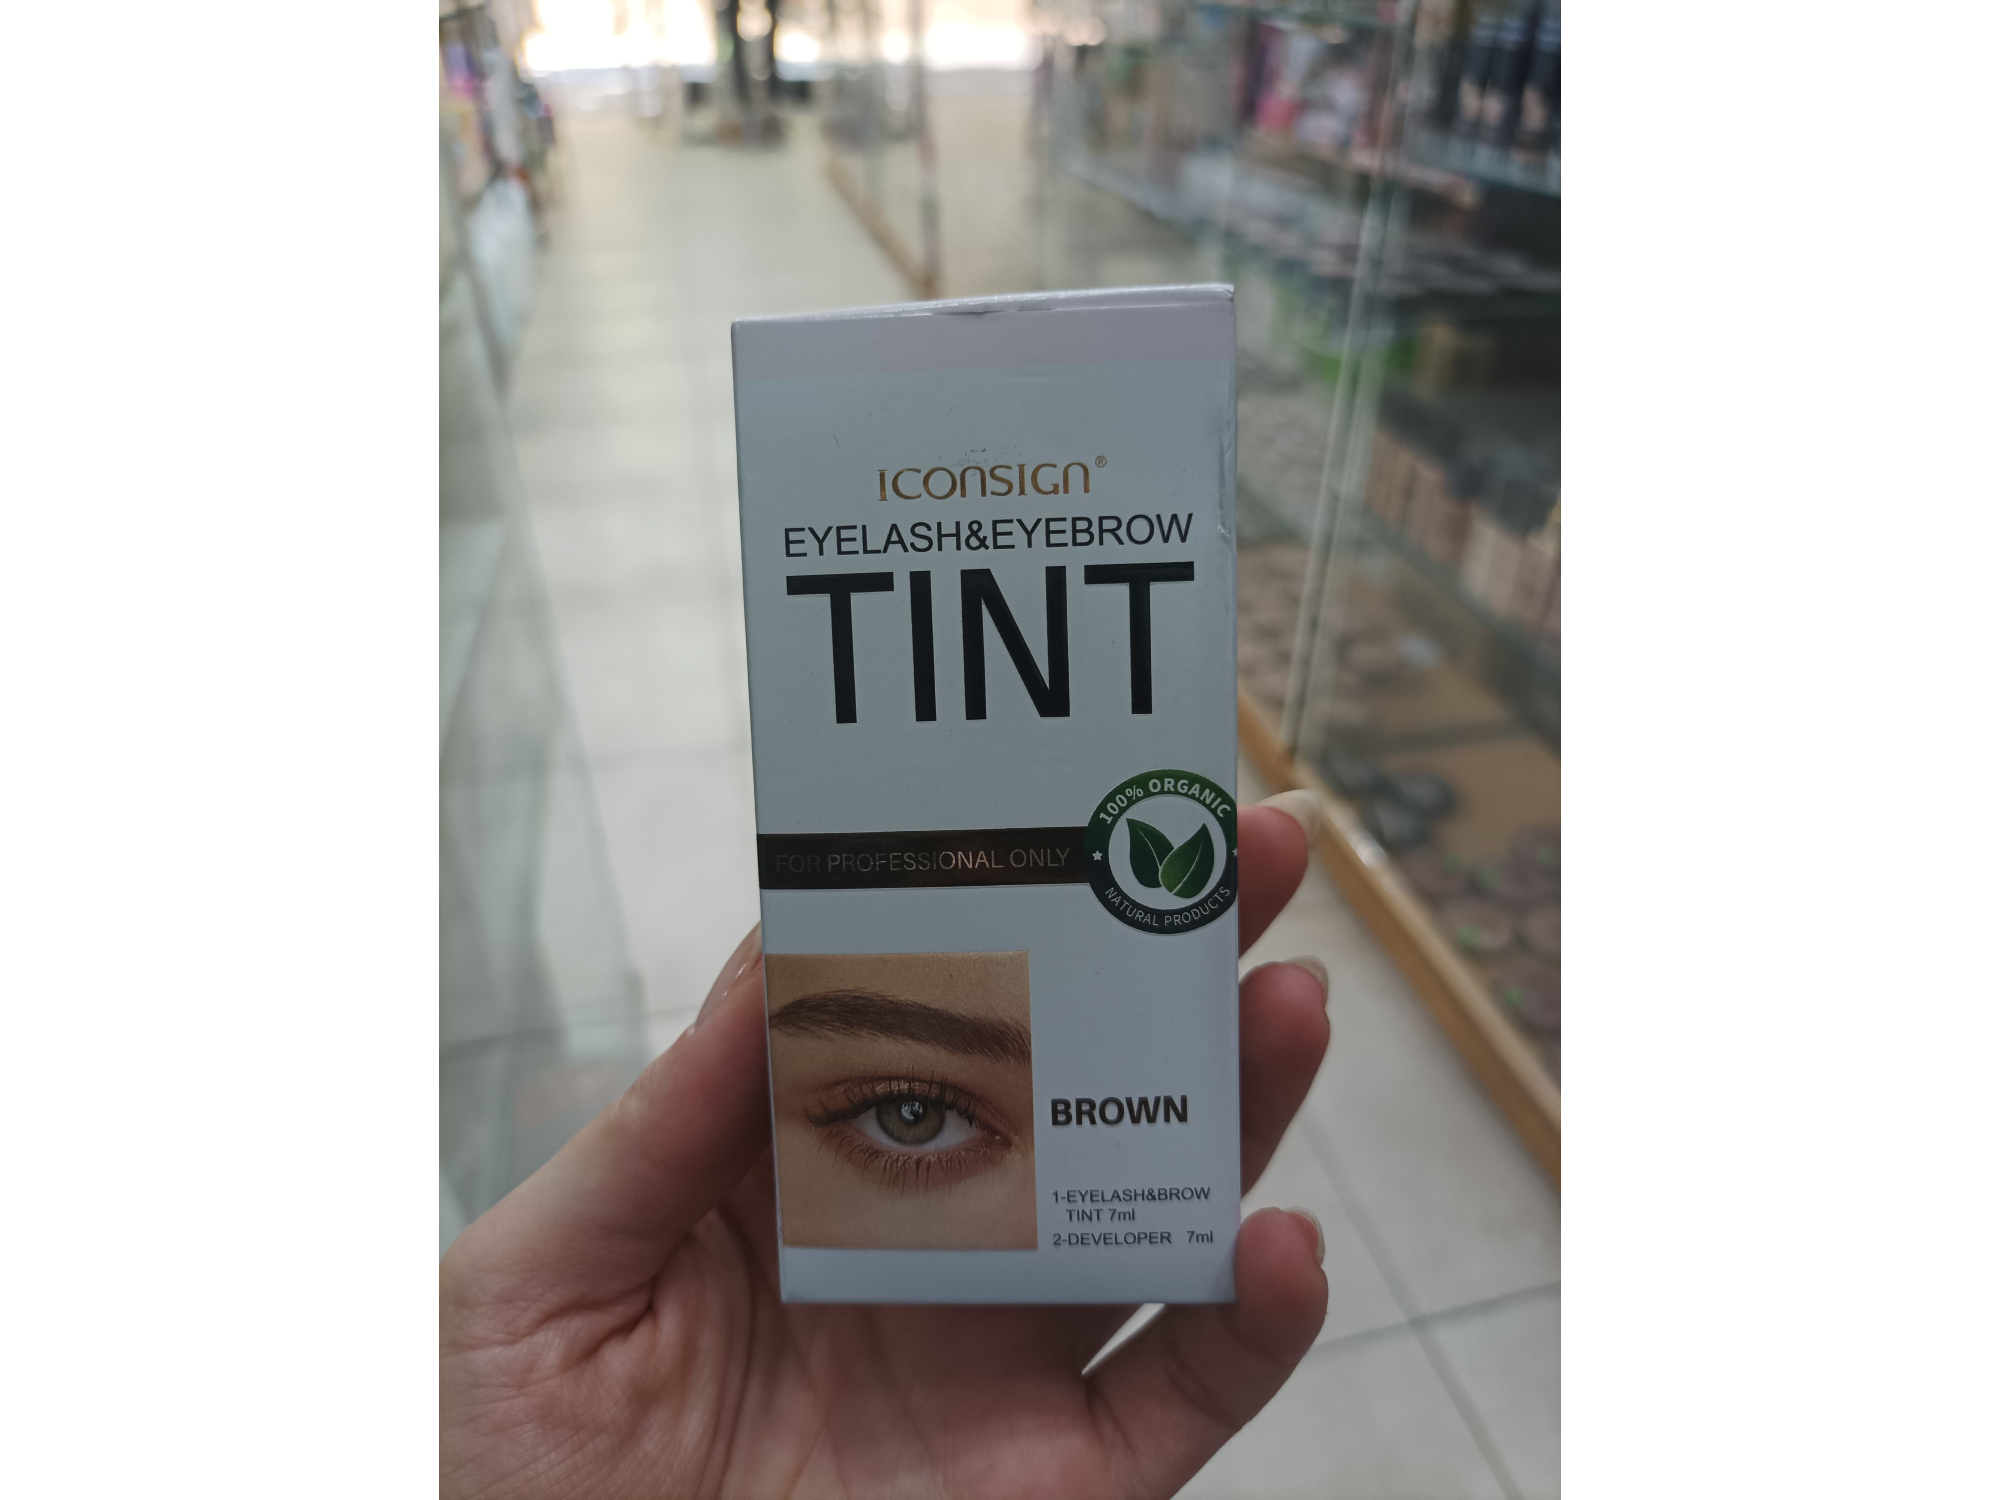 ICONSIGN®
EYELASH&EYEBROW
TINT
100% ORGANIC
NATURAL PRODUCTS
FOR PROFESSIONAL ONLY
BROWN
1-EYELASH&BROW
TINT 7ml
2-DEVELOPER 7ml